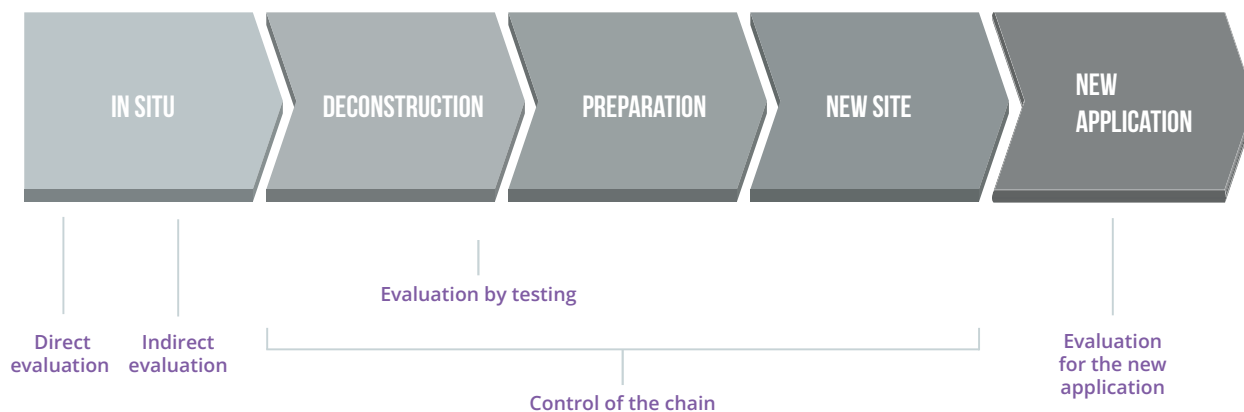 IN SITU
DECONSTRUCTION
PREPARATION
NEW SITE
NEW
APPLICATION
Evaluation by testing
Direct
evaluation
Indirect
evaluation
Evaluation
for the new
application
Control of the chain